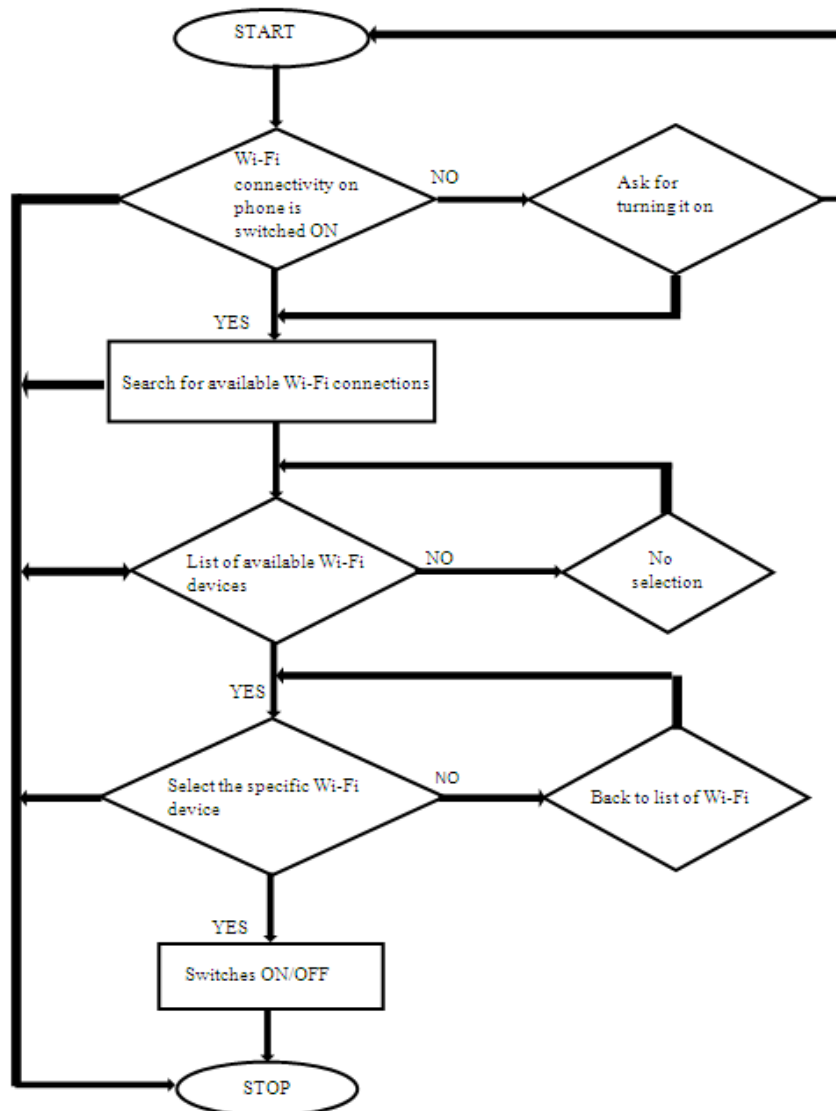 START
Wi-Fi
connectivity on
phone is
switched ON
NO
Ask for
turning it on
YES
Search for available Wi-Fi connections
List of available Wi-Fi
devices
NO
No
selection
YES
Select the specific Wi-Fi
device
NO
Back to list of Wi-Fi
YES
Switches ON/OFF
STOP